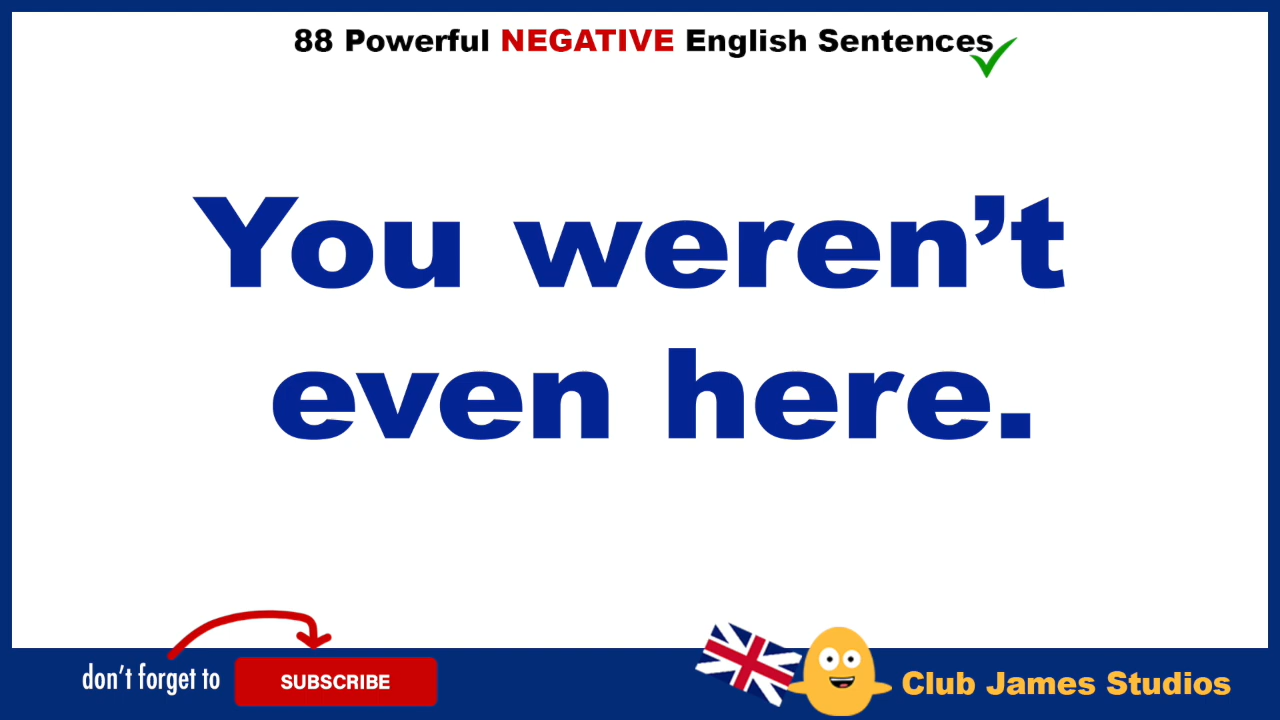 88 Powerful NEGATIVE English Sentences
You weren’t
even here.
don’t forget to
SUBSCRIBE
Club James Studios